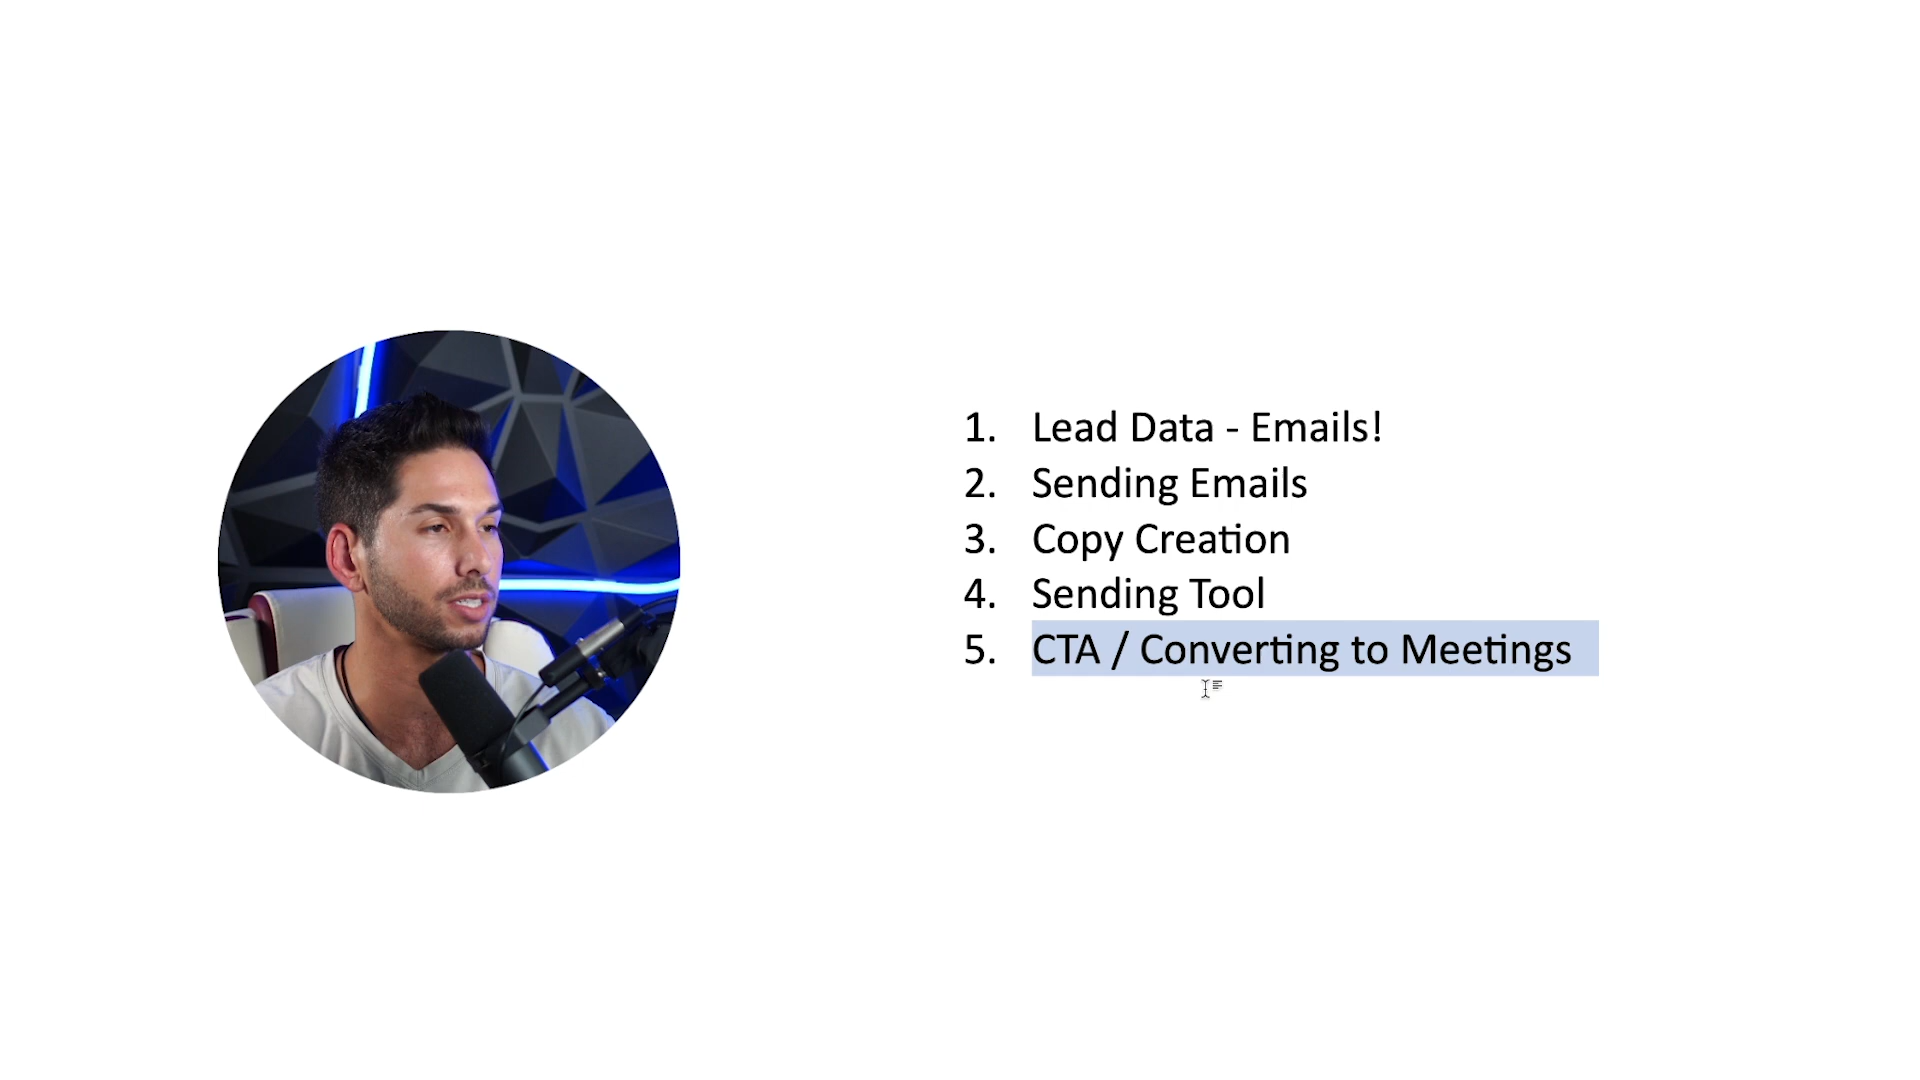 1. Lead Data - Emails!
2. Sending Emails
3. Copy Creation
4. Sending Tool
5. CTA / Converting to Meetings